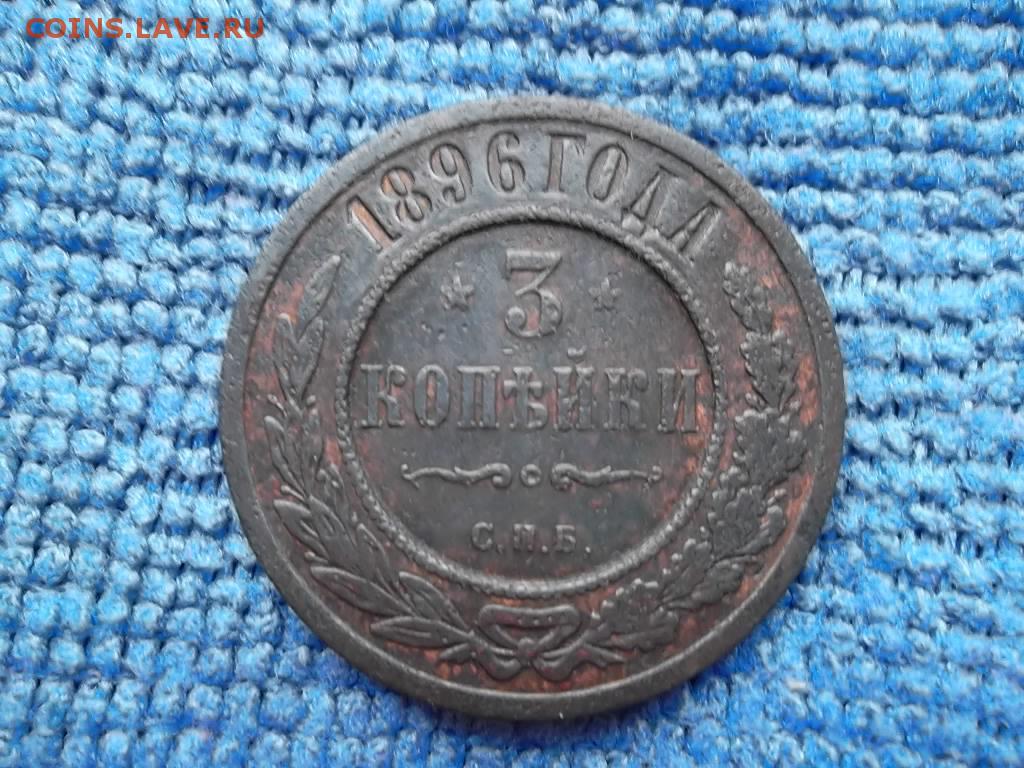 COINS.LAVE.RU
1896 ГОДА
* 3 *
КОПѢЙКИ
С.П.Б.